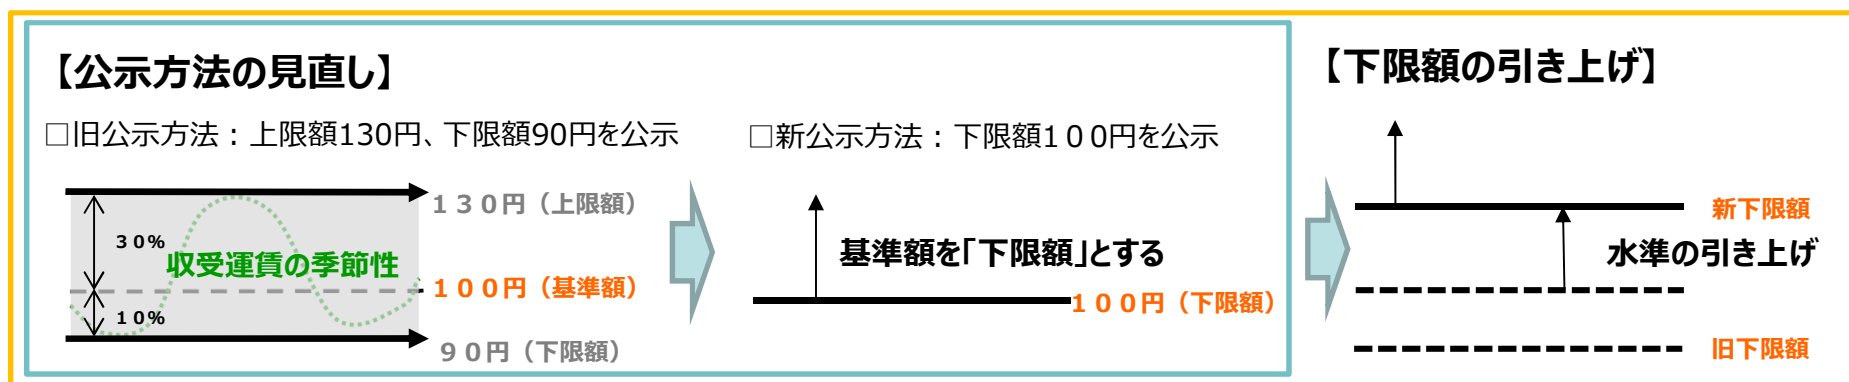 【公示方法の見直し】
□旧公示方法：上限額130円、下限額90円を公示
130円（上限額）
30%
収受運賃の季節性
100円（基準額）
10%
90円（下限額）
□新公示方法：下限額１００円を公示
基準額を「下限額」とする
100円（下限額）
【下限額の引き上げ】
新下限額
水準の引き上げ
旧下限額